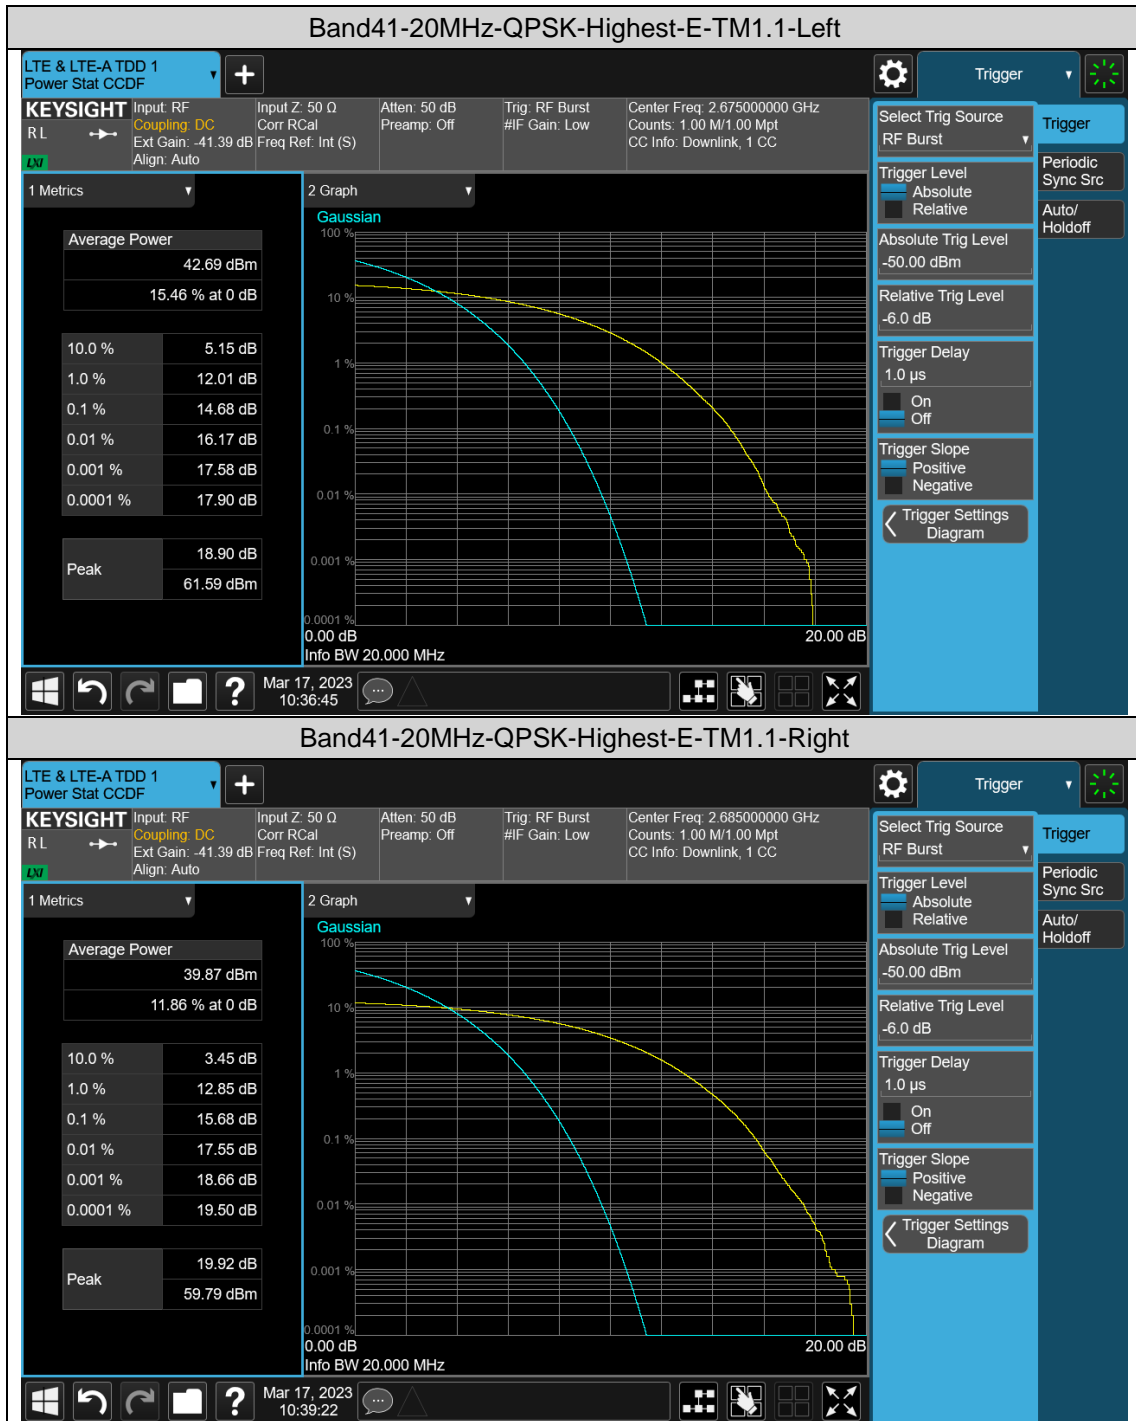 Band41-20MHz-QPSK-Highest-E-TM1.1-Left
LTE & LTE-A TDD 1
Power Stat CCDF
Trigger
KEYSIGHT
R L
LXI
Input: RF
Coupling: DC
Ext Gain: -41.39 dB
Align: Auto
Input Z: 50 Ω
Corr RCal
Freq Ref: Int (S)
Atten: 50 dB
Preamp: Off
Trig: RF Burst
#IF Gain: Low
Center Freq: 2.675000000 GHz
Counts: 1.00 M/1.00 Mpt
CC Info: Downlink, 1 CC
1 Metrics
Average Power
42.69 dBm
15.46 % at 0 dB
10.0 % 5.15 dB
1.0 % 12.01 dB
0.1 % 14.68 dB
0.01 % 16.17 dB
0.001 % 17.58 dB
0.0001 % 17.90 dB
Peak
18.90 dB
61.59 dBm
2 Graph
Gaussian
100 %
10 %
1 %
0.1 %
0.01 %
0.001 %
0.0001 %
0.00 dB 20.00 dB
Info BW 20.000 MHz
Select Trig Source
RF Burst
Trigger Level
Absolute
Relative
Absolute Trig Level
-50.00 dBm
Relative Trig Level
-6.0 dB
Trigger Delay
1.0 µs
On
Off
Trigger Slope
Positive
Negative
Trigger Settings
Diagram
Trigger
Periodic
Sync Src
Auto/
Holdoff
?
Mar 17, 2023
10:36:45
Band41-20MHz-QPSK-Highest-E-TM1.1-Right
LTE & LTE-A TDD 1
Power Stat CCDF
Trigger
KEYSIGHT
R L
LXI
Input: RF
Coupling: DC
Ext Gain: -41.39 dB
Align: Auto
Input Z: 50 Ω
Corr RCal
Freq Ref: Int (S)
Atten: 50 dB
Preamp: Off
Trig: RF Burst
#IF Gain: Low
Center Freq: 2.685000000 GHz
Counts: 1.00 M/1.00 Mpt
CC Info: Downlink, 1 CC
1 Metrics
Average Power
39.87 dBm
11.86 % at 0 dB
10.0 % 3.45 dB
1.0 % 12.85 dB
0.1 % 15.68 dB
0.01 % 17.55 dB
0.001 % 18.66 dB
0.0001 % 19.50 dB
Peak
19.92 dB
59.79 dBm
2 Graph
Gaussian
100 %
10 %
1 %
0.1 %
0.01 %
0.001 %
0.0001 %
0.00 dB 20.00 dB
Info BW 20.000 MHz
Select Trig Source
RF Burst
Trigger Level
Absolute
Relative
Absolute Trig Level
-50.00 dBm
Relative Trig Level
-6.0 dB
Trigger Delay
1.0 µs
On
Off
Trigger Slope
Positive
Negative
Trigger Settings
Diagram
Trigger
Periodic
Sync Src
Auto/
Holdoff
?
Mar 17, 2023
10:39:22